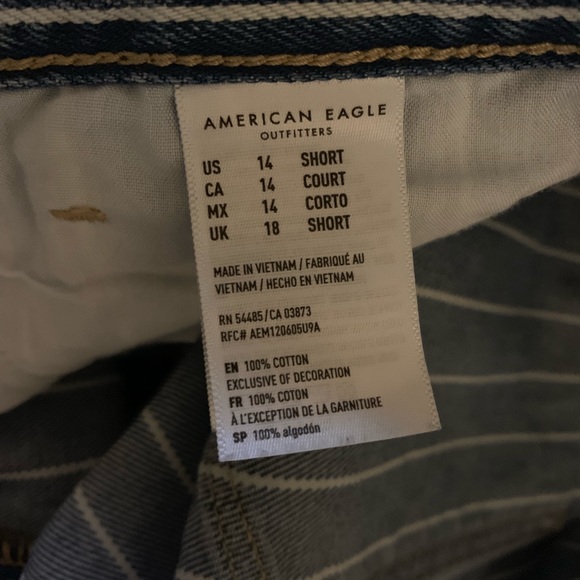 AMERICAN EAGLE
OUTFITTERS
US 14 SHORT
CA 14 COURT
MX 14 CORTO
UK 18 SHORT
MADE IN VIETNAM / FABRIQUÉ AU
VIETNAM / HECHO EN VIETNAM
RN 54485/CA 03873
RFC# AEM120605U9A
EN 100% COTTON
EXCLUSIVE OF DECORATION
FR 100% COTON
À L'EXCEPTION DE LA GARNITURE
SP 100% algodón